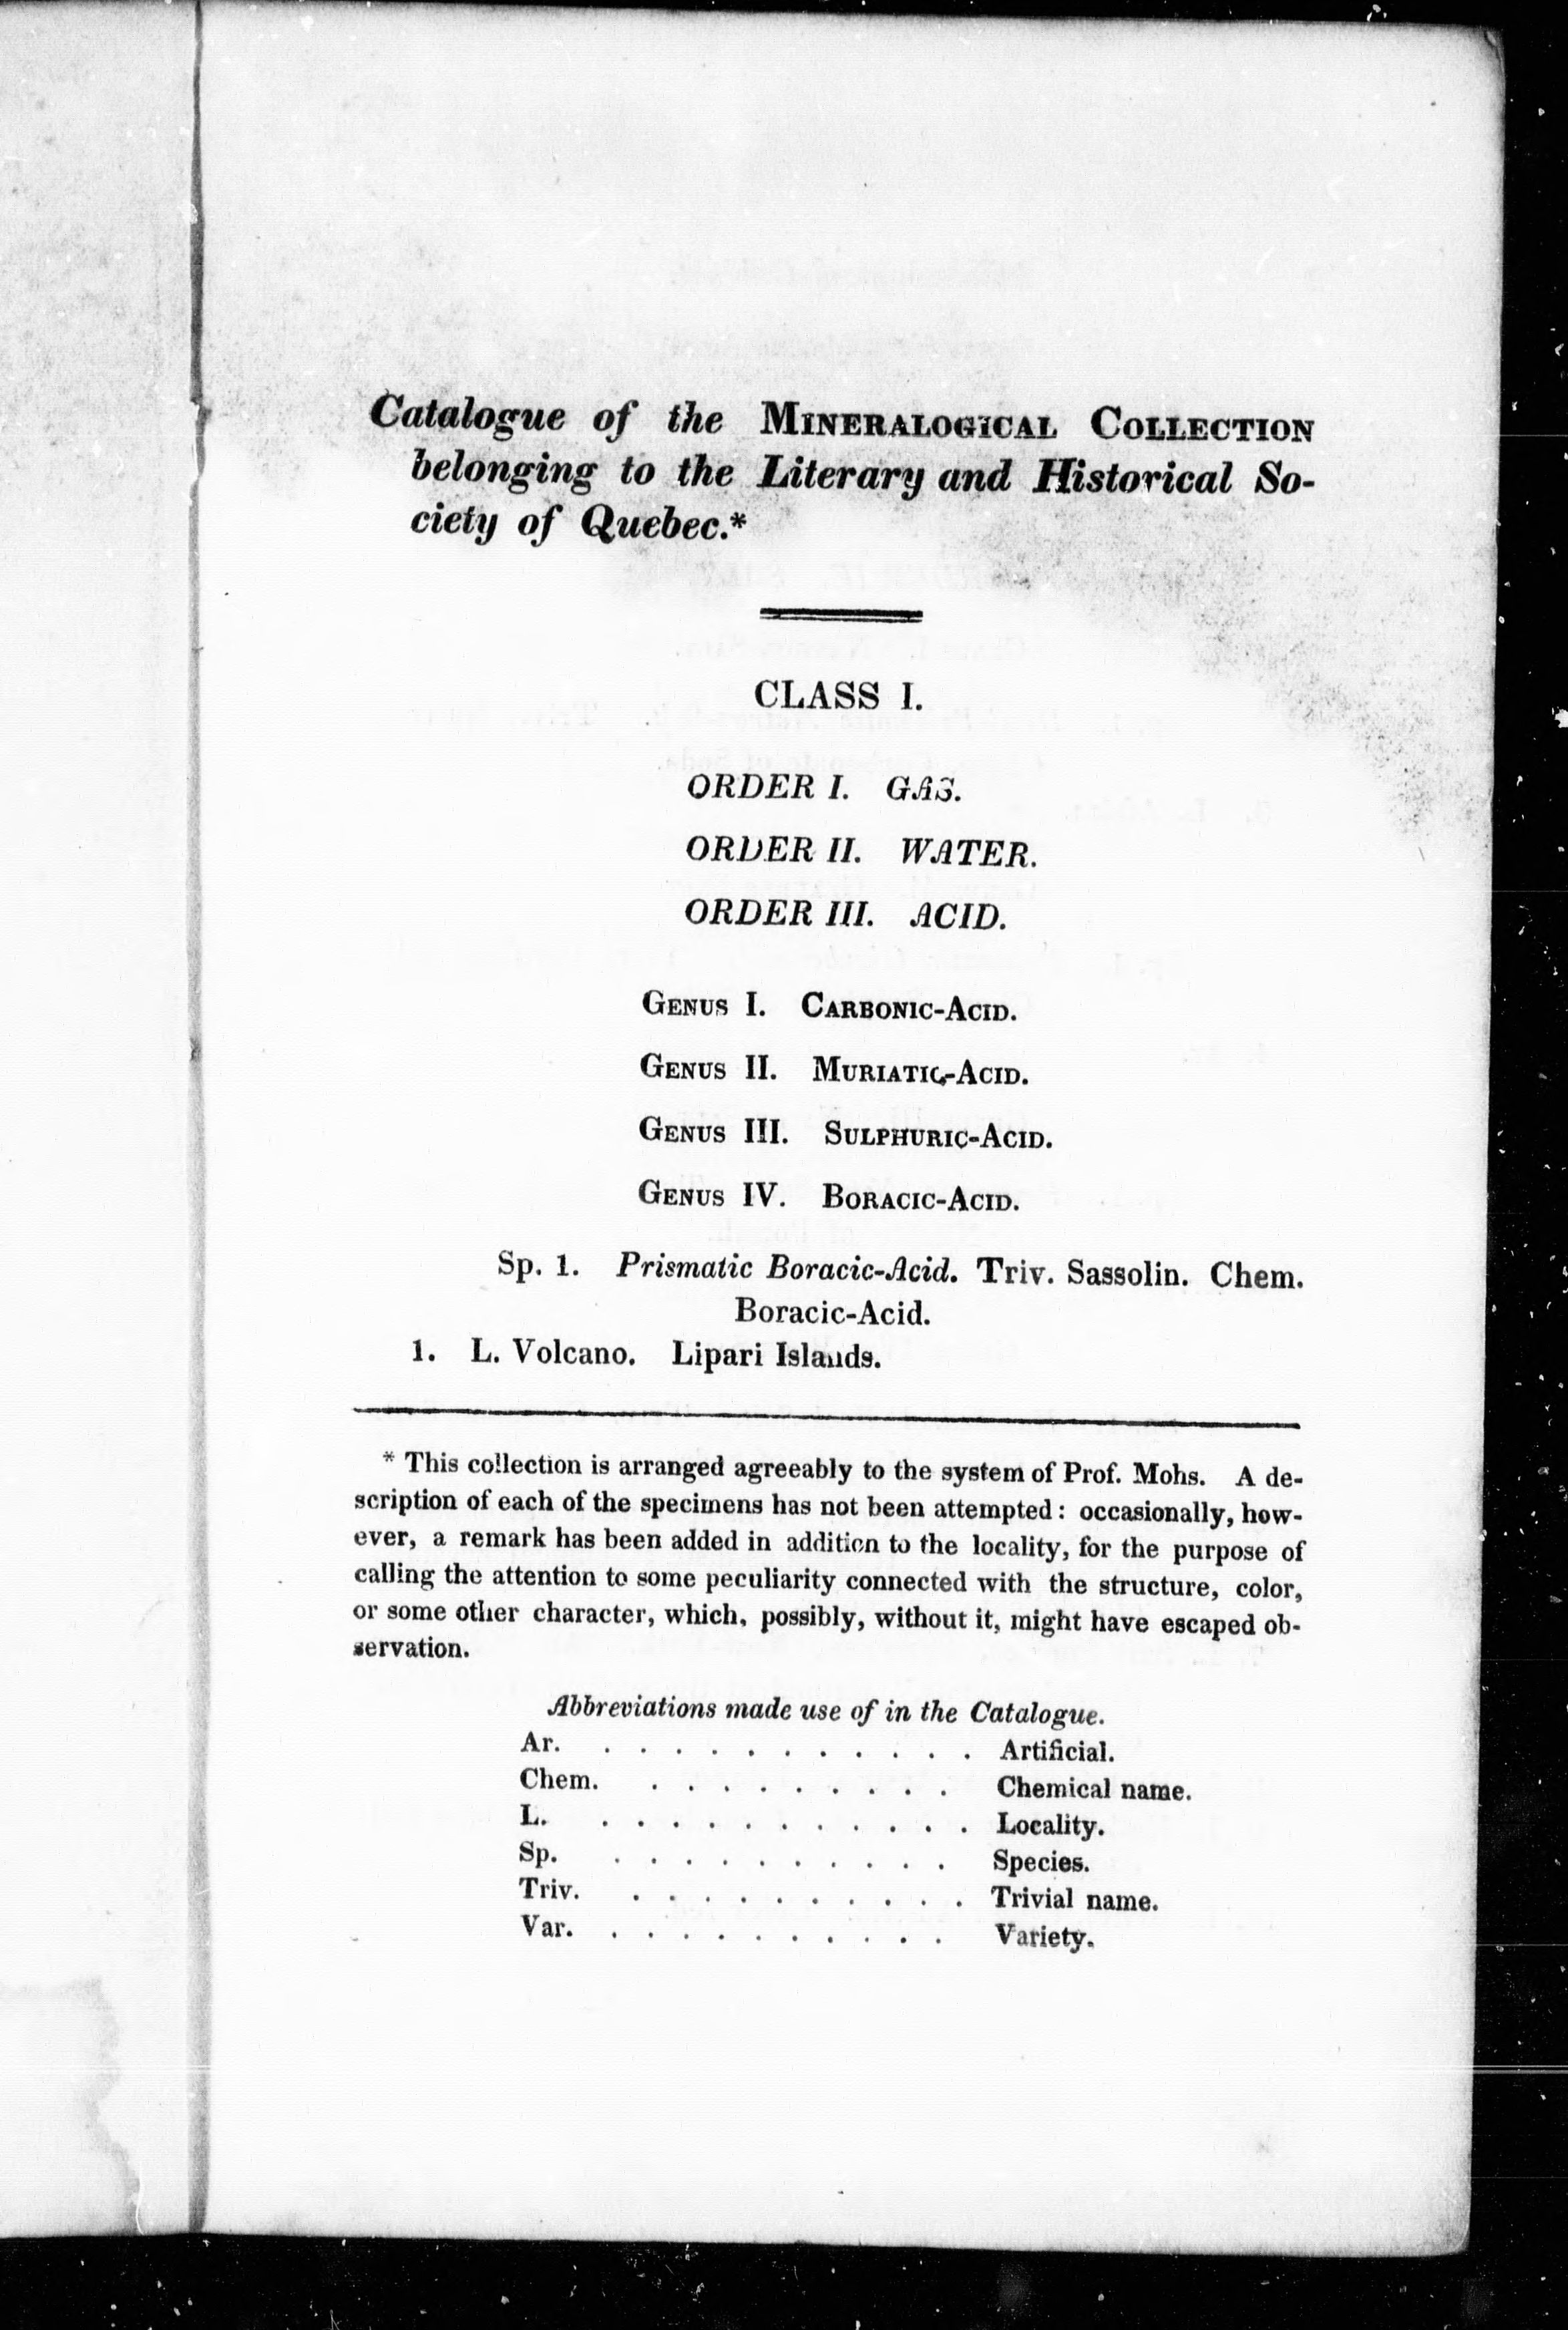 Catalogue of the MINERALOGICAL COLLECTION
belonging to the Literary and Historical So-
ciety of Quebec.*
CLASS I.
ORDER I. GAS.
ORDER II. WATER.
ORDER III. ACID.
GENUS I. CARBONIC-ACID.
GENUS II. MURIATIC-ACID.
GENUS III. SULPHURIC-ACID.
GENUS IV. BORACIC-ACID.
Sp. 1. Prismatic Boracic-Acid. Triv. Sassolin. Chem.
Boracic-Acid.
1. L. Volcano. Lipari Islands.
* This collection is arranged agreeably to the system of Prof. Mohs. A de-
scription of each of the specimens has not been attempted: occasionally, how-
ever, a remark has been added in addition to the locality, for the purpose of
calling the attention to some peculiarity connected with the structure, color,
or some other character, which, possibly, without it, might have escaped ob-
servation.
Abbreviations made use of in the Catalogue.
Ar. . . . . . . . . . . . Artificial.
Chem. . . . . . . . . . Chemical name.
L. . . . . . . . . . . . Locality.
Sp. . . . . . . . . . . Species.
Triv. . . . . . . . . . . Trivial name.
Var. . . . . . . . . . . Variety.